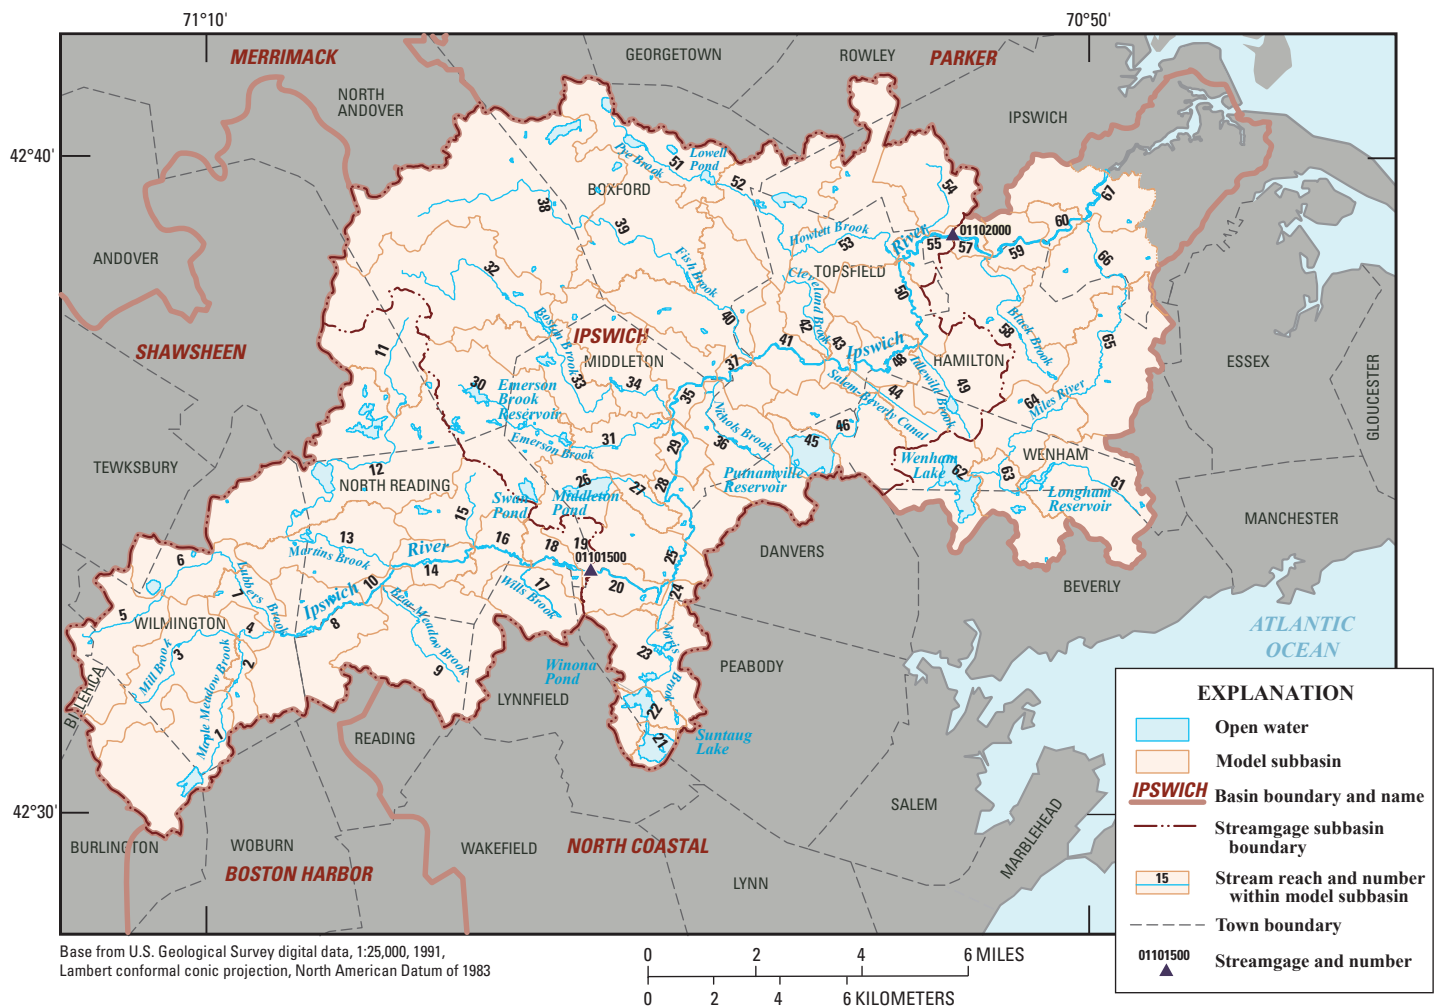 71°10'
70°50'
42°40'
42°30'
MERRIMACK
PARKER
GEORGETOWN
ROWLEY
NORTH
ANDOVER
IPSWICH
ANDOVER
BOXFORD
Pye Brook
51
Lowell
Pond
52
54
67
60
01102000
38
39
Howlett Brook
53
River
55
57
59
66
TOPSFIELD
32
Fish Brook
Cleveland Brook
50
Boston Brook
40
42
43
41
Black Brook
58
65
SHAWSHEEN
11
IPSWICH
MIDDLETON
Ipswich
48
HAMILTON
ESSEX
GLOUCESTER
37
30
33
34
Emerson
Brook
Reservoir
35
Salem-Beverly Canal
44
Idlewild Brook
49
64
Miles River
Nichols Brook
36
31
Emerson Brook
29
45
46
TEWKSBURY
12
NORTH READING
Putnamville
Reservoir
Wenham
Lake
62
63
WENHAM
61
Longham
Reservoir
26
27
28
Swan
Pond
Middleton
Pond
15
MANCHESTER
13
Martins Brook
River
16
18
19
01101500
DANVERS
25
6
14
10
17
Wills Brook
20
24
BEVERLY
Lubbers Brook
7
Ipswich
8
5
WILMINGTON
4
Bear Meadow Brook
9
Mill Brook
3
2
Maple Meadow Brook
1
Norris Brook
23
PEABODY
ATLANTIC
OCEAN
Winona
Pond
LYNNFIELD
22
21
Suntaug
Lake
BILLERICA
READING
SALEM
MARBLEHEAD
BURLINGTON
WOBURN
WAKEFIELD
NORTH COASTAL
BOSTON HARBOR
LYNN
EXPLANATION
Open water
Model subbasin
IPSWICH
Basin boundary and name
Streamgage subbasin
boundary
15
Stream reach and number
within model subbasin
Town boundary
01101500
Streamgage and number
Base from U.S. Geological Survey digital data, 1:25,000, 1991,
Lambert conformal conic projection, North American Datum of 1983
0 2 4 6 MILES
0 2 4 6 KILOMETERS